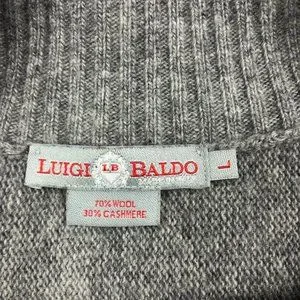 LUIGI LB BALDO
L
70% WOOL
30% CASHMERE